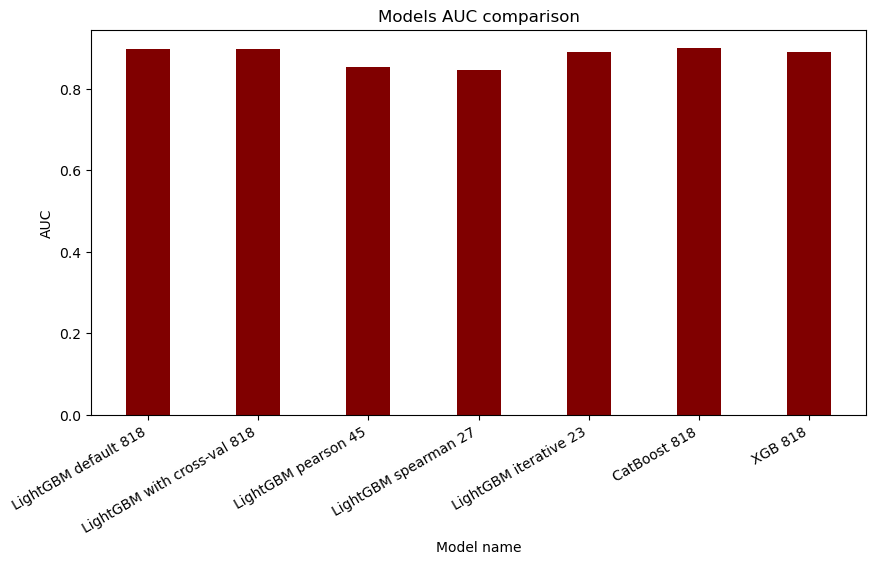 Models AUC comparison
0.8
0.6
0.4
0.2
0.0
AUC
LightGBM default 818
LightGBM with cross-val 818
LightGBM pearson 45
LightGBM spearman 27
LightGBM iterative 23
CatBoost 818
XGB 818
Model name